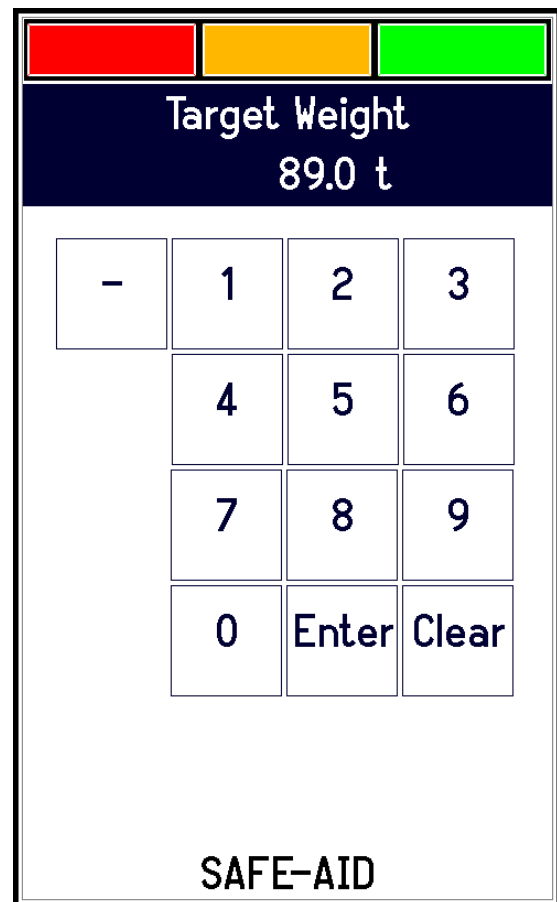 Target Weight
89.0 t
- 1 2 3
4 5 6
7 8 9
0 Enter Clear
SAFE-AID